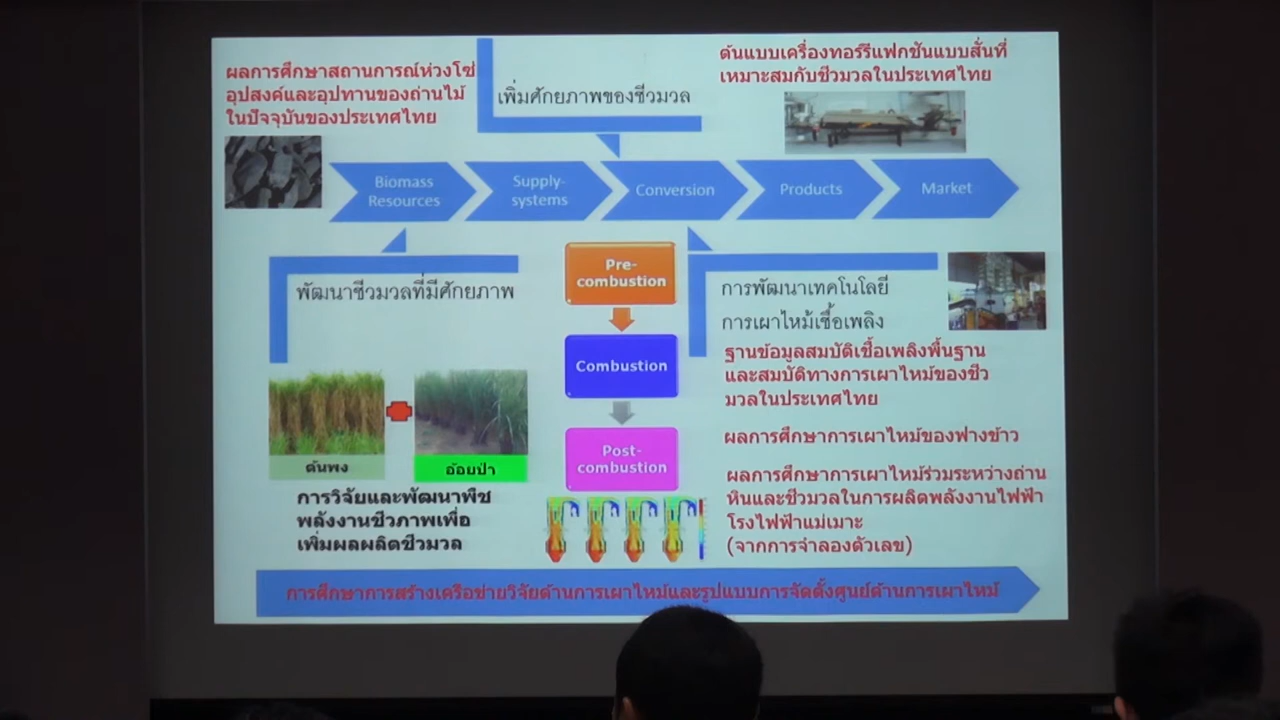 ผลการศึกษาสถานการณ์ห่วงโซ่
อุปสงค์และอุปทานของถ่านไม้
ในปัจจุบันของประเทศไทย
เพิ่มศักยภาพของชีวมวล
ต้นแบบเครื่องทอร์รีแฟกชันแบบสั่นที่
เหมาะสมกับชีวมวลในประเทศไทย
Biomass
Resources
Supply-
systems
Conversion
Products
Market
พัฒนาชีวมวลที่มีศักยภาพ
Pre-
combustion
Combustion
Post-
combustion
การพัฒนาเทคโนโลยี
การเผาไหม้เชื้อเพลิง
ฐานข้อมูลสมบัติเชื้อเพลิงพื้นฐาน
และสมบัติทางการเผาไหม้ของชีว
มวลในประเทศไทย
ผลการศึกษาการเผาไหม้ของฟางข้าว
ผลการศึกษาการเผาไหม้ร่วมระหว่างถ่าน
หินและชีวมวลในการผลิตพลังงานไฟฟ้า
โรงไฟฟ้าแม่เมาะ
(จากการจำลองตัวเลข)
ต้นพง
อ้อยป่า
การวิจัยและพัฒนาพืช
พลังงานชีวภาพเพื่อ
เพิ่มผลผลิตชีวมวล
การศึกษาการสร้างเครือข่ายวิจัยด้านการเผาไหม้และรูปแบบการจัดตั้งศูนย์ด้านการเผาไหม้